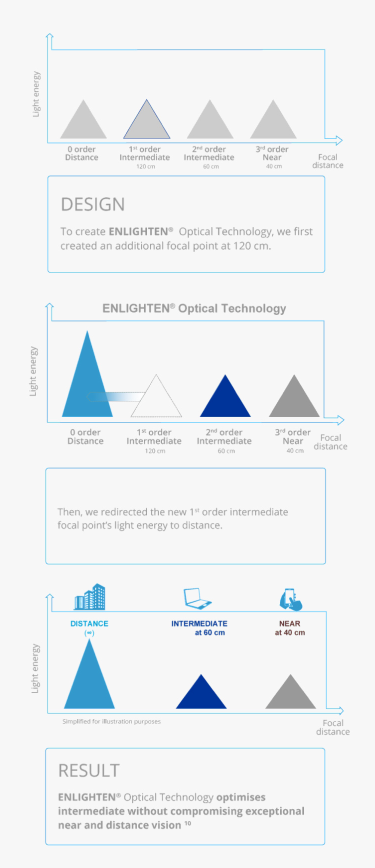 Light energy
0 order
Distance
1st order
Intermediate
120 cm
2nd order
Intermediate
60 cm
3rd order
Near
40 cm
Focal
distance
DESIGN
To create ENLIGHTEN® Optical Technology, we first
created an additional focal point at 120 cm.
ENLIGHTEN® Optical Technology
Light energy
0 order
Distance
1st order
Intermediate
120 cm
2nd order
Intermediate
60 cm
3rd order
Near
40 cm
Focal
distance
Then, we redirected the new 1st order intermediate
focal point's light energy to distance.
DISTANCE
(∞)
INTERMEDIATE
at 60 cm
NEAR
at 40 cm
Light energy
Simplified for illustration purposes
Focal
distance
RESULT
ENLIGHTEN® Optical Technology optimises
intermediate without compromising exceptional
near and distance vision 10